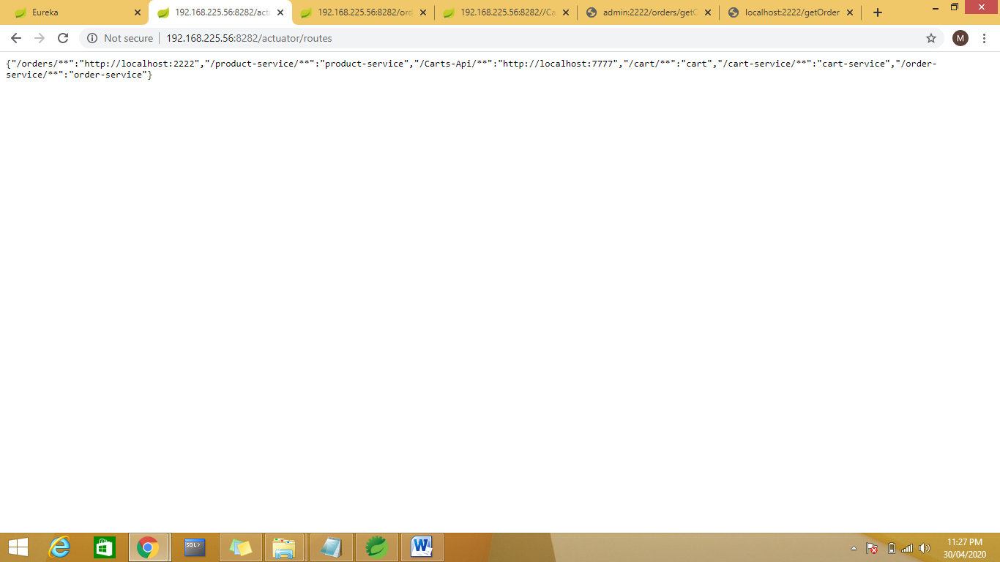 Eureka
192.168.225.56:8282/actu
192.168.225.56:8282/ord
192.168.225.56:8282//Ca
admin:2222/orders/getO
localhost:2222/getOrder
Not secure
192.168.225.56:8282/actuator/routes
M
{"/orders/**":"http://localhost:2222","/product-service/**":"product-service","/Carts-Api/**":"http://localhost:7777","/cart/**":"cart","/cart-service/**":"cart-service","/order-
service/**":"order-service"}
SQL>
W
11:27 PM
30/04/2020